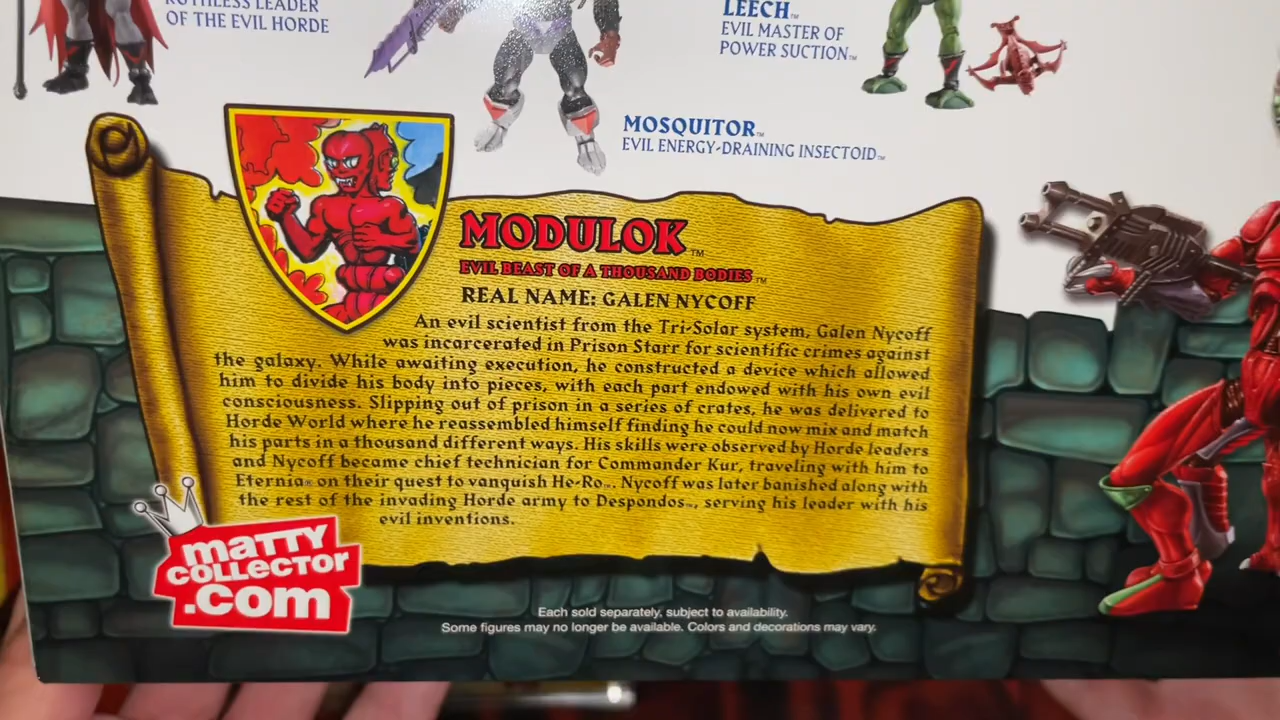 RUTHLESS LEADER
OF THE EVIL HORDE
LEECH™
EVIL MASTER OF
POWER SUCTION™
MOSQUITOR™
EVIL ENERGY-DRAINING INSECTOID™
MODULOK™
EVIL BEAST OF A THOUSAND BODIES™
REAL NAME: GALEN NYCOFF
An evil scientist from the Tri-Solar system, Galen Nycoff
was incarcerated in Prison Starr for scientific crimes against
the galaxy. While awaiting execution, he constructed a device which allowed
him to divide his body into pieces, with each part endowed with his own evil
consciousness. Slipping out of prison in a series of crates, he was delivered to
Horde World where he reassembled himself finding he could now mix and match
his parts in a thousand different ways. His skills were observed by Horde leaders
and Nycoff became chief technician for Commander Kur, traveling with him to
Eternia® on their quest to vanquish He-Ro™. Nycoff was later banished along with
the rest of the invading Horde army to Despondos™, serving his leader with his
evil inventions.
maTTY
COLLECTOR
.com
Each sold separately, subject to availability.
Some figures may no longer be available. Colors and decorations may vary.